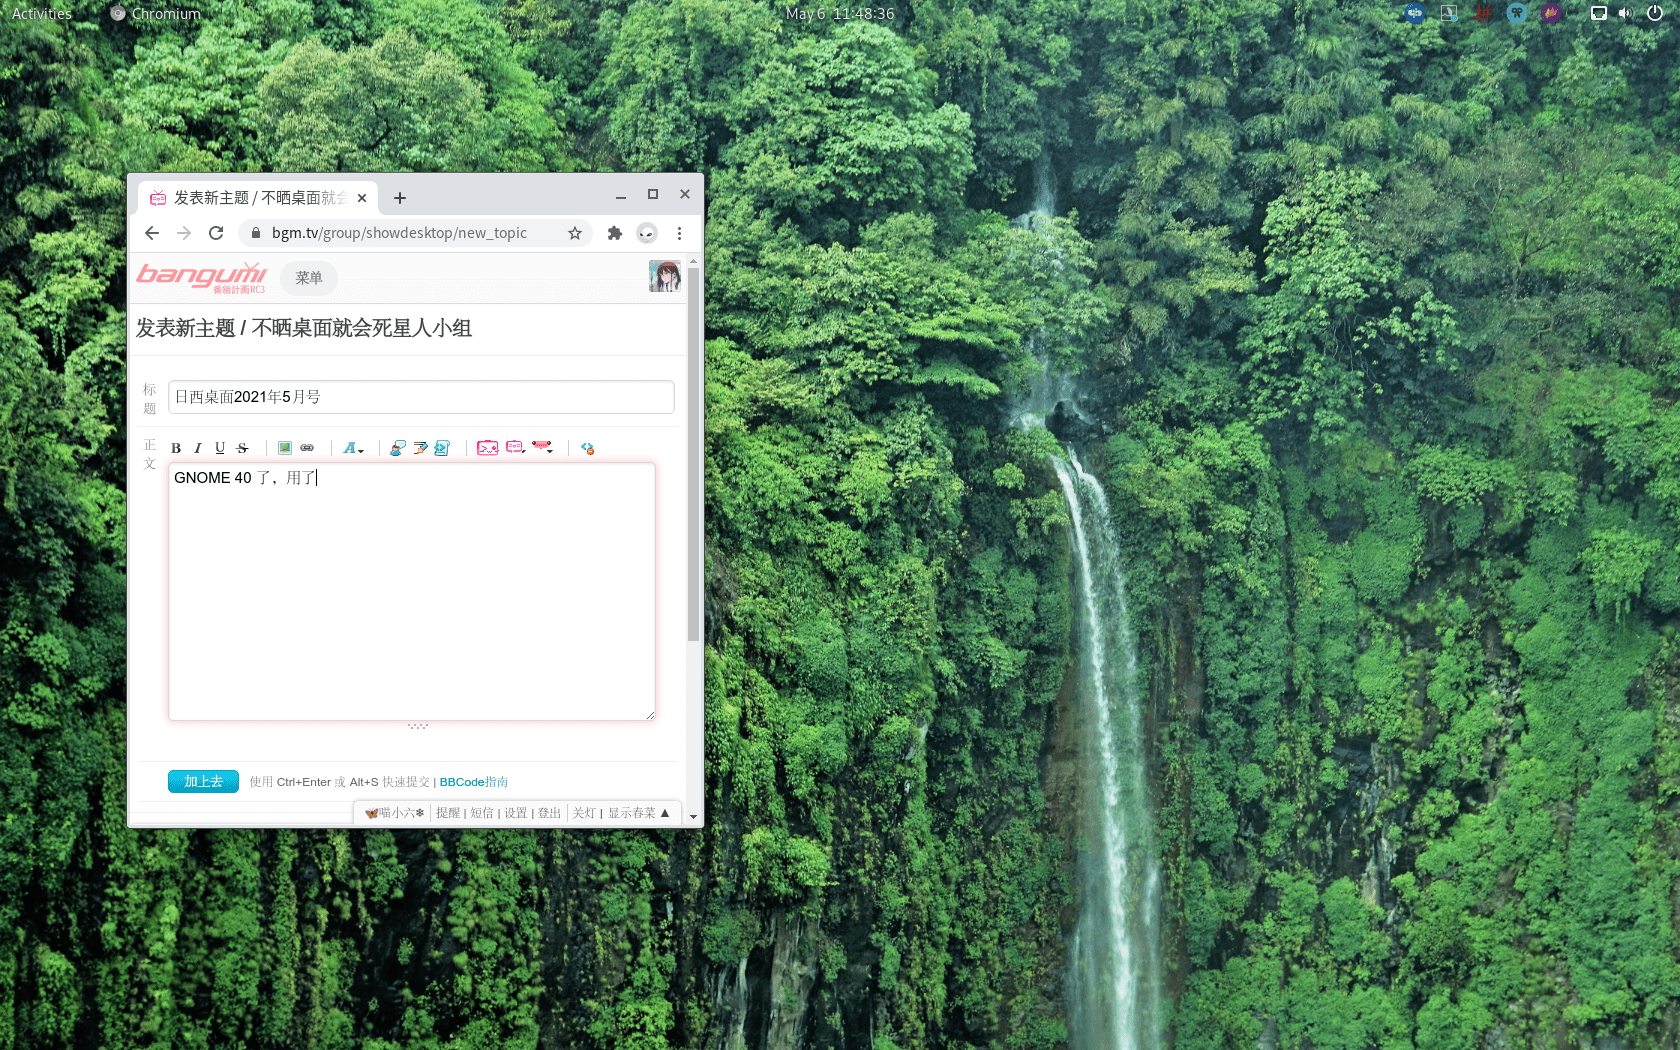 Activities Chromium May 6 11:48:36
发表新主题 / 不晒桌面就会
bgm.tv/group/showdesktop/new_topic
bangumi 菜单
番組計画RC3
发表新主题 / 不晒桌面就会死星人小组
标题 日西桌面2021年5月号
正文 B I U S A
GNOME 40 了，用了
加上去 使用 Ctrl+Enter 或 Alt+S 快速提交 | BBCode指南
喵小六 提醒 | 短信 | 设置 | 登出 关灯 | 显示春菜 ▲